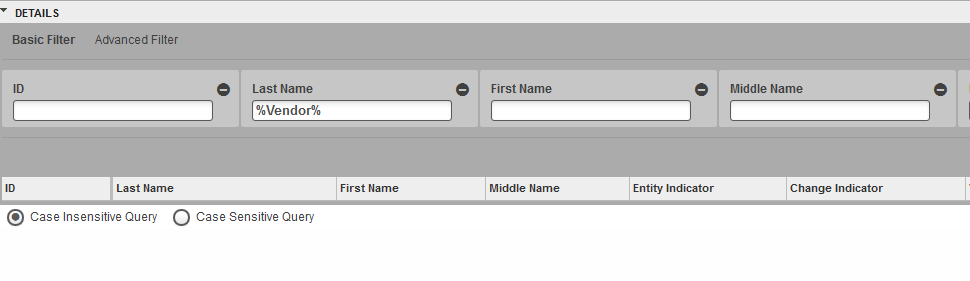 DETAILS
Basic Filter Advanced Filter
ID Last Name First Name Middle Name
%Vendor%
ID Last Name First Name Middle Name Entity Indicator Change Indicator
Case Insensitive Query Case Sensitive Query